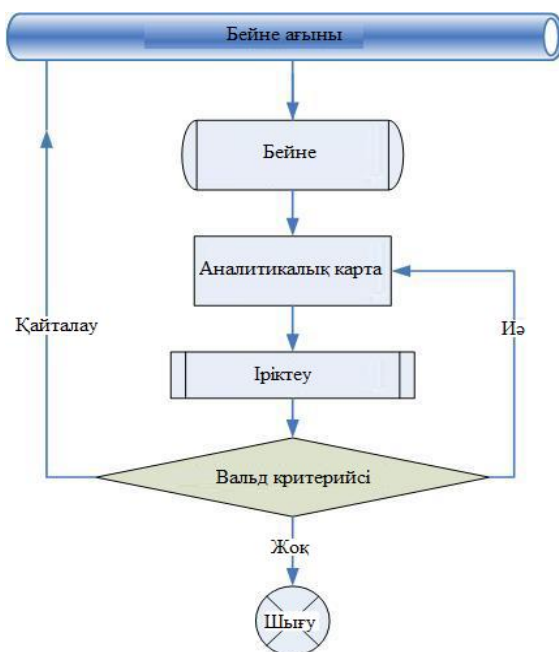 Бейне ағыны
Бейне
Аналитикалық карта
Қайталау
Иә
Іріктеу
Вальд критерийсі
Жоқ
Шығу